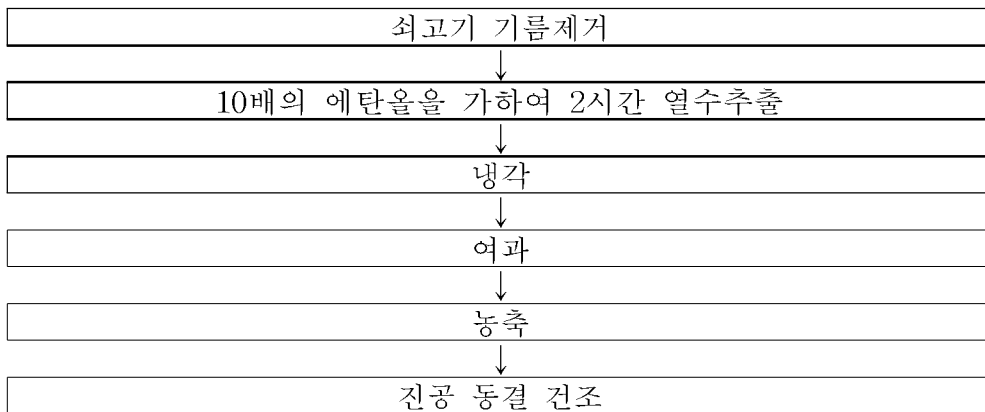 쇠고기 기름제거
↓
10배의 에탄올을 가하여 2시간 열수추출
↓
냉각
↓
여과
↓
농축
↓
진공 동결 건조